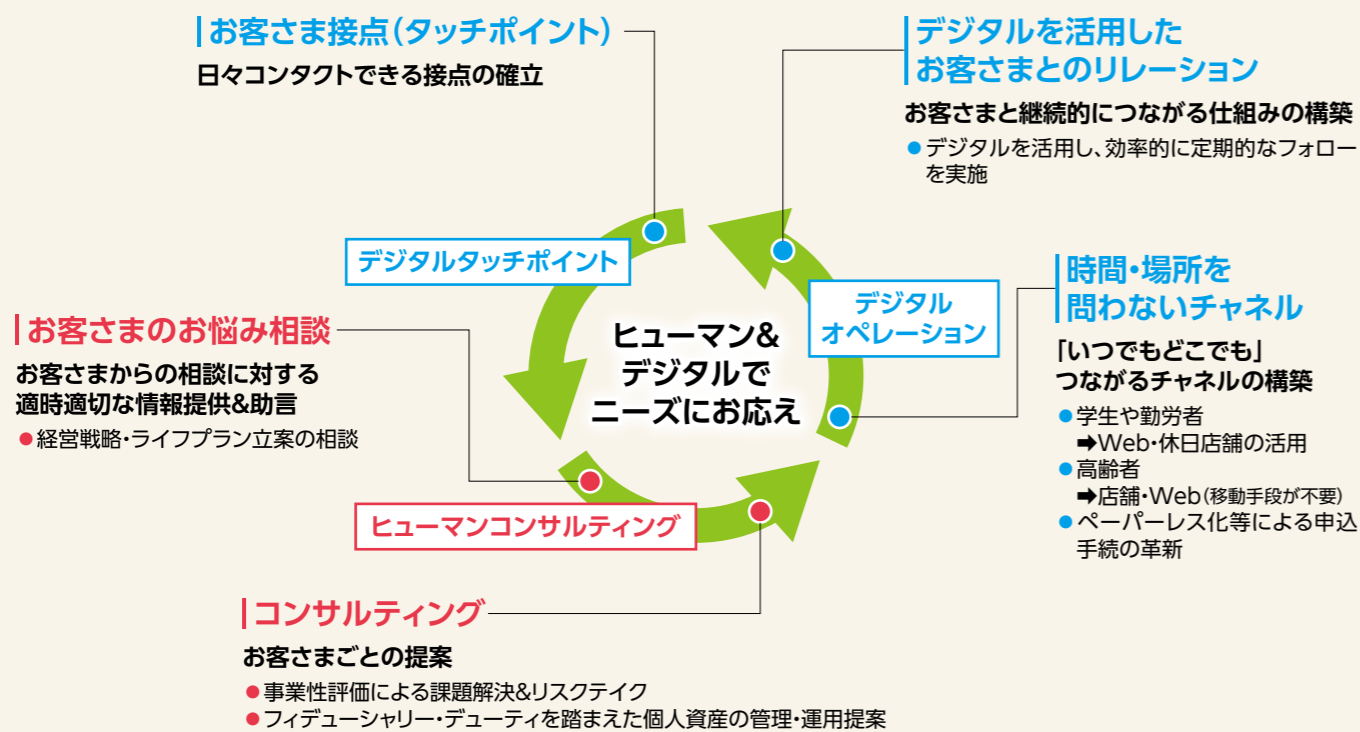 お客さま接点（タッチポイント）
日々コンタクトできる接点の確立
デジタルを活用した
お客さまとのリレーション
お客さまと継続的につながる仕組みの構築
●デジタルを活用し、効率的に定期的なフォロー
を実施
デジタルタッチポイント
デジタル
オペレーション
時間・場所を
問わないチャネル
「いつでもどこでも」
つながるチャネルの構築
●学生や勤労者
➡Web・休日店舗の活用
●高齢者
➡店舗・Web（移動手段が不要）
●ペーパーレス化等による申込
手続の革新
ヒューマン&
デジタルで
ニーズにお応え
お客さまのお悩み相談
お客さまからの相談に対する
適時適切な情報提供&助言
●経営戦略・ライフプラン立案の相談
ヒューマンコンサルティング
コンサルティング
お客さまごとの提案
●事業性評価による課題解決&リスクテイク
●フィデューシャリー・デューティを踏まえた個人資産の管理・運用提案